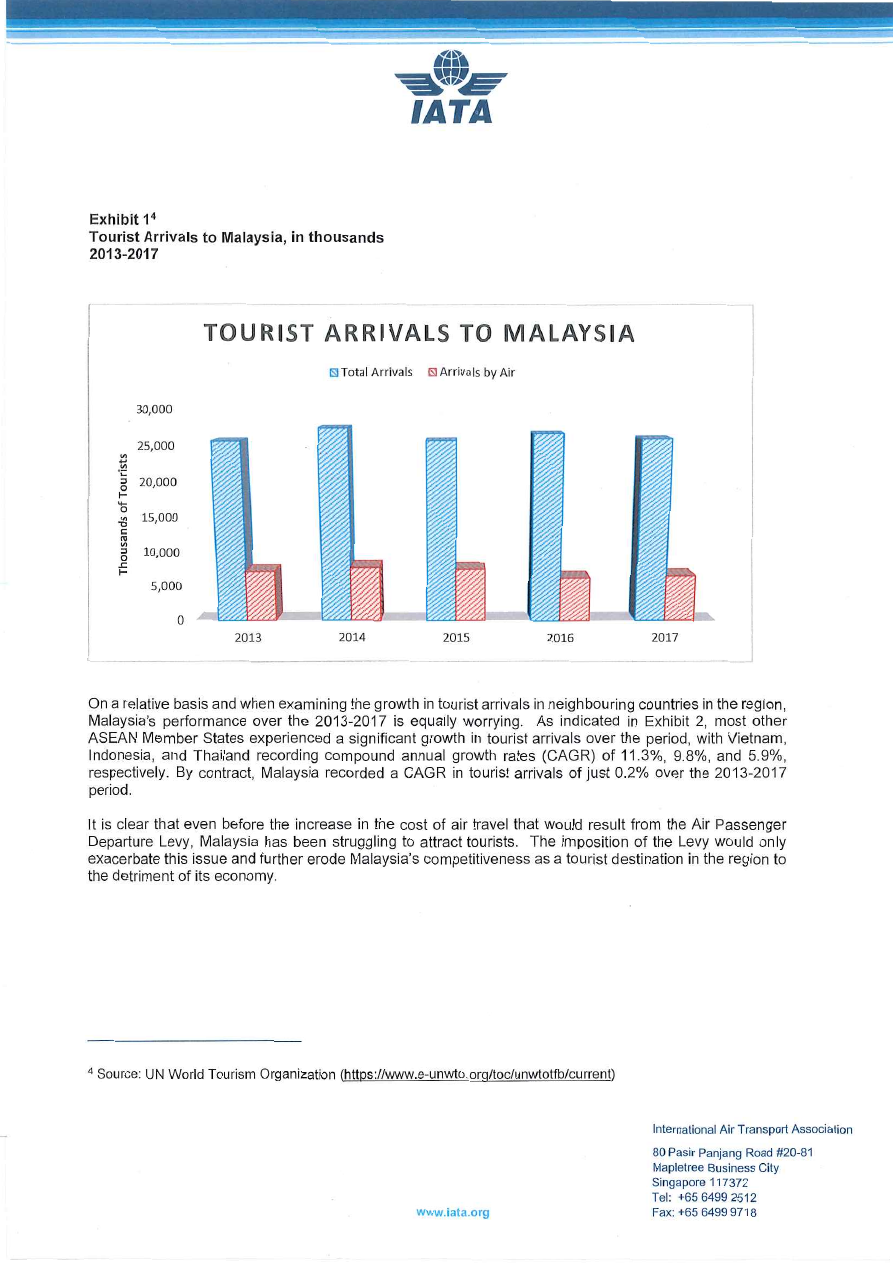 IATA
Exhibit 1⁴
Tourist Arrivals to Malaysia, in thousands
2013-2017
TOURIST ARRIVALS TO MALAYSIA
Total Arrivals Arrivals by Air
Thousands of Tourists
30,000
25,000
20,000
15,000
10,000
5,000
0
2013 2014 2015 2016 2017
On a relative basis and when examining the growth in tourist arrivals in neighbouring countries in the region,
Malaysia's performance over the 2013-2017 is equally worrying. As indicated in Exhibit 2, most other
ASEAN Member States experienced a significant growth in tourist arrivals over the period, with Vietnam,
Indonesia, and Thailand recording compound annual growth rates (CAGR) of 11.3%, 9.8%, and 5.9%,
respectively. By contract, Malaysia recorded a CAGR in tourist arrivals of just 0.2% over the 2013-2017
period.
It is clear that even before the increase in the cost of air travel that would result from the Air Passenger
Departure Levy, Malaysia has been struggling to attract tourists. The imposition of the Levy would only
exacerbate this issue and further erode Malaysia's competitiveness as a tourist destination in the region to
the detriment of its economy.
⁴ Source: UN World Tourism Organization (https://www.e-unwto.org/toc/unwtotfb/current)
International Air Transport Association
80 Pasir Panjang Road #20-81
Mapletree Business City
Singapore 117372
Tel: +65 6499 2512
Fax: +65 6499 9718
www.iata.org